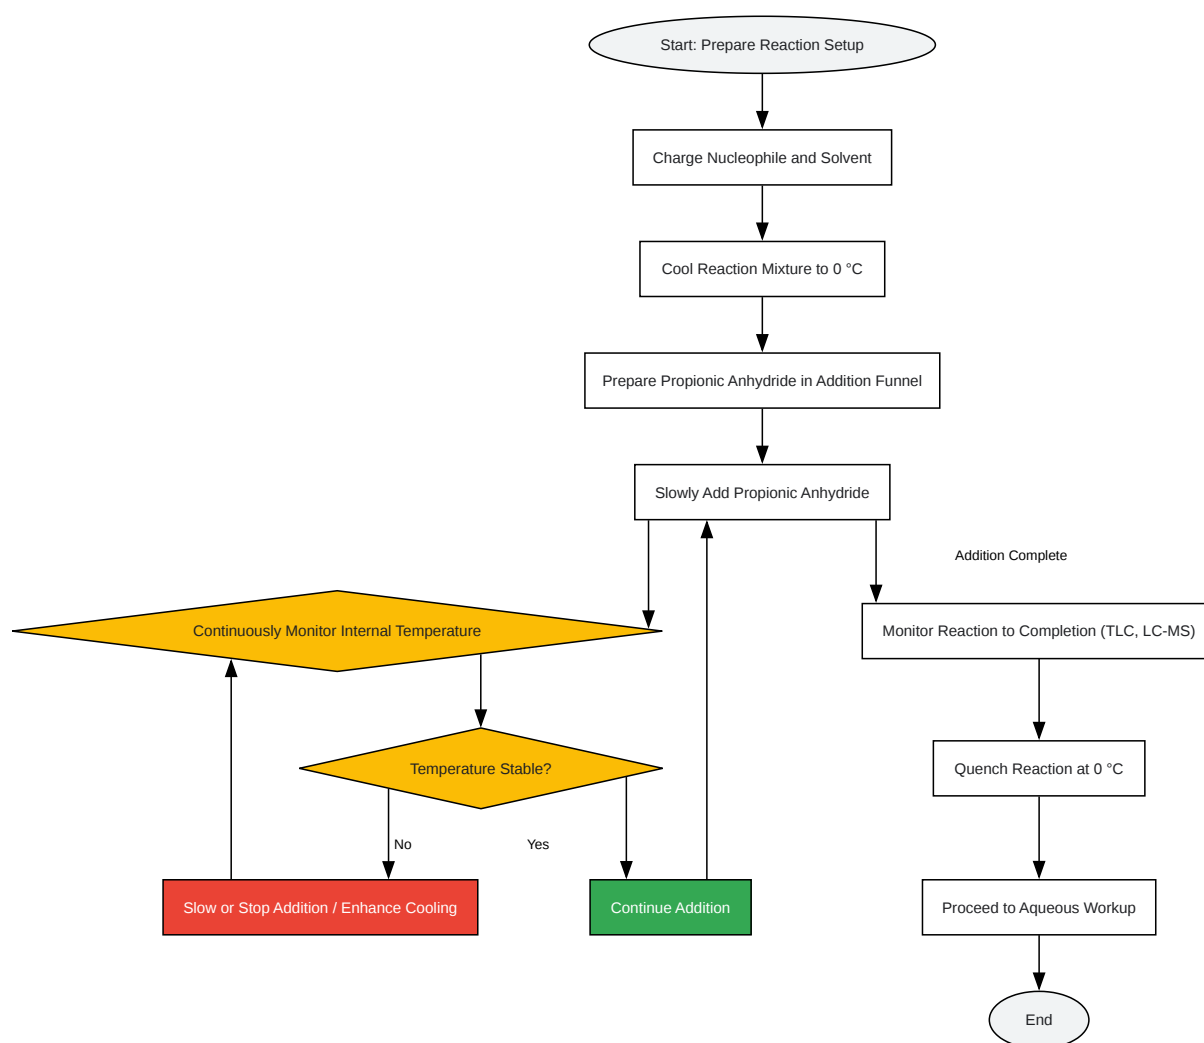 Start: Prepare Reaction Setup
Charge Nucleophile and Solvent
Cool Reaction Mixture to 0 °C
Prepare Propionic Anhydride in Addition Funnel
Slowly Add Propionic Anhydride
Addition Complete
Continuously Monitor Internal Temperature
Monitor Reaction to Completion (TLC, LC-MS)
Temperature Stable?
Quench Reaction at 0 °C
No
Yes
Slow or Stop Addition / Enhance Cooling
Continue Addition
Proceed to Aqueous Workup
End